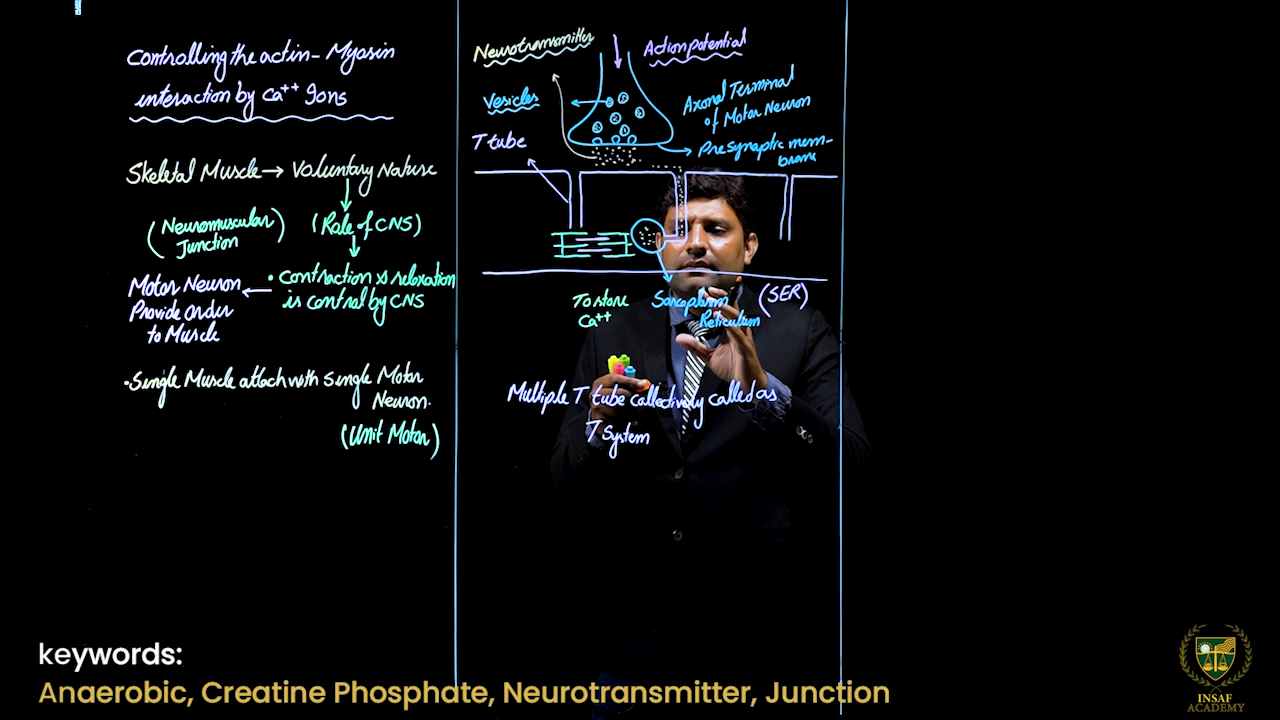 Controlling the actin - Myosin
interaction by Ca++ Ions
Skeletal Muscle → Voluntary Nature
(Neuromuscular
Junction)
(Role of CNS)
• Contraction & relaxation
is control by CNS
Motor Neuron
Provide order
to Muscle
• Single Muscle attach with Single Motor
Neuron.
(Unit Motor)
Neurotransmitter
Action potential
Vesicles
Axonal Terminal
of Motor Neuron
T tube
Presynaptic mem-
brane
To store
Ca++
Sarcoplasm
Reticulum
(SER)
Multiple T tube collectively called as
T System
keywords:
Anaerobic, Creatine Phosphate, Neurotransmitter, Junction
INSAF
ACADEMY